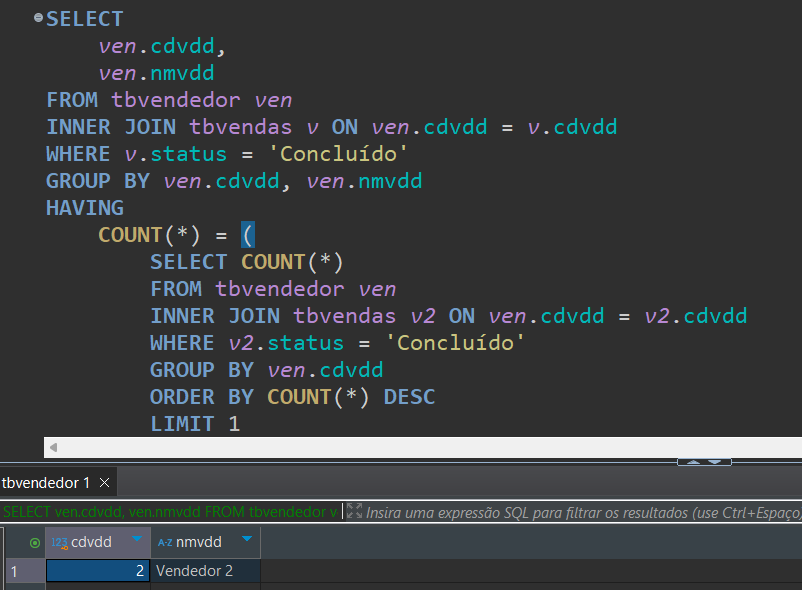 SELECT
ven.cdvdd,
ven.nmvdd
FROM tbvendedor ven
INNER JOIN tbvendas v ON ven.cdvdd = v.cdvdd
WHERE v.status = 'Concluído'
GROUP BY ven.cdvdd, ven.nmvdd
HAVING
COUNT(*) = (
SELECT COUNT(*)
FROM tbvendedor ven
INNER JOIN tbvendas v2 ON ven.cdvdd = v2.cdvdd
WHERE v2.status = 'Concluído'
GROUP BY ven.cdvdd
ORDER BY COUNT(*) DESC
LIMIT 1
tbvendedor 1
SELECT ven.cdvdd, ven.nmvdd FROM tbvendedor v Insira uma expressão SQL para filtrar os resultados (use Ctrl+Espaço)
123 cdvdd A-Z nmvdd
1 2 Vendedor 2